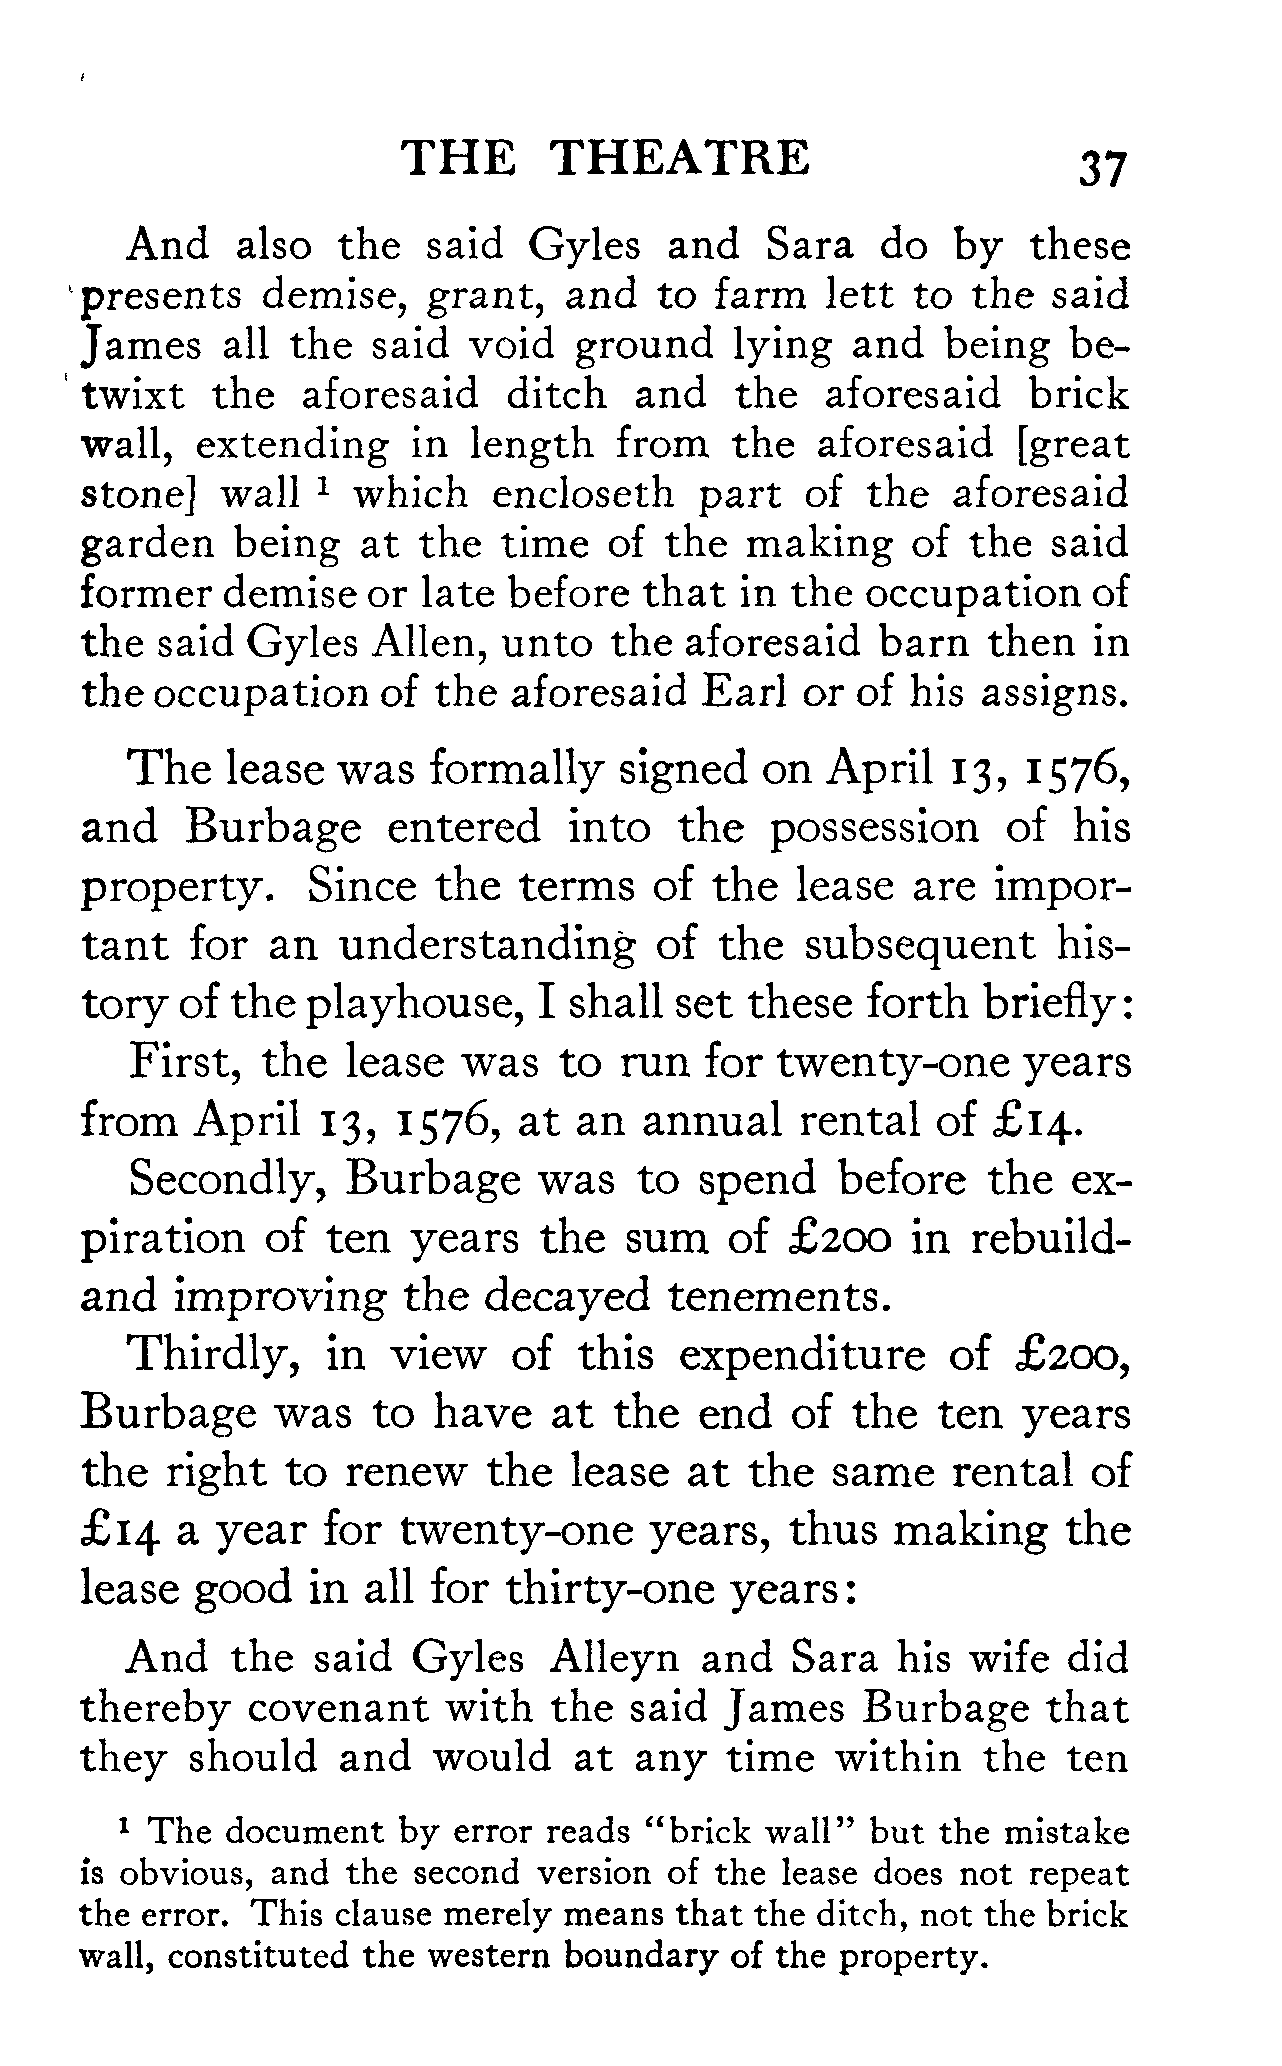 THE THEATRE 37
And also the said Gyles and Sara do by these
presents demise, grant, and to farm lett to the said
James all the said void ground lying and being be-
twixt the aforesaid ditch and the aforesaid brick
wall, extending in length from the aforesaid [great
stone] wall ¹ which encloseth part of the aforesaid
garden being at the time of the making of the said
former demise or late before that in the occupation of
the said Gyles Allen, unto the aforesaid barn then in
the occupation of the aforesaid Earl or of his assigns.
The lease was formally signed on April 13, 1576,
and Burbage entered into the possession of his
property. Since the terms of the lease are impor-
tant for an understanding of the subsequent his-
tory of the playhouse, I shall set these forth briefly:
First, the lease was to run for twenty-one years
from April 13, 1576, at an annual rental of £14.
Secondly, Burbage was to spend before the ex-
piration of ten years the sum of £200 in rebuild-
and improving the decayed tenements.
Thirdly, in view of this expenditure of £200,
Burbage was to have at the end of the ten years
the right to renew the lease at the same rental of
£14 a year for twenty-one years, thus making the
lease good in all for thirty-one years:
And the said Gyles Alleyn and Sara his wife did
thereby covenant with the said James Burbage that
they should and would at any time within the ten
¹ The document by error reads “brick wall” but the mistake
is obvious, and the second version of the lease does not repeat
the error. This clause merely means that the ditch, not the brick
wall, constituted the western boundary of the property.